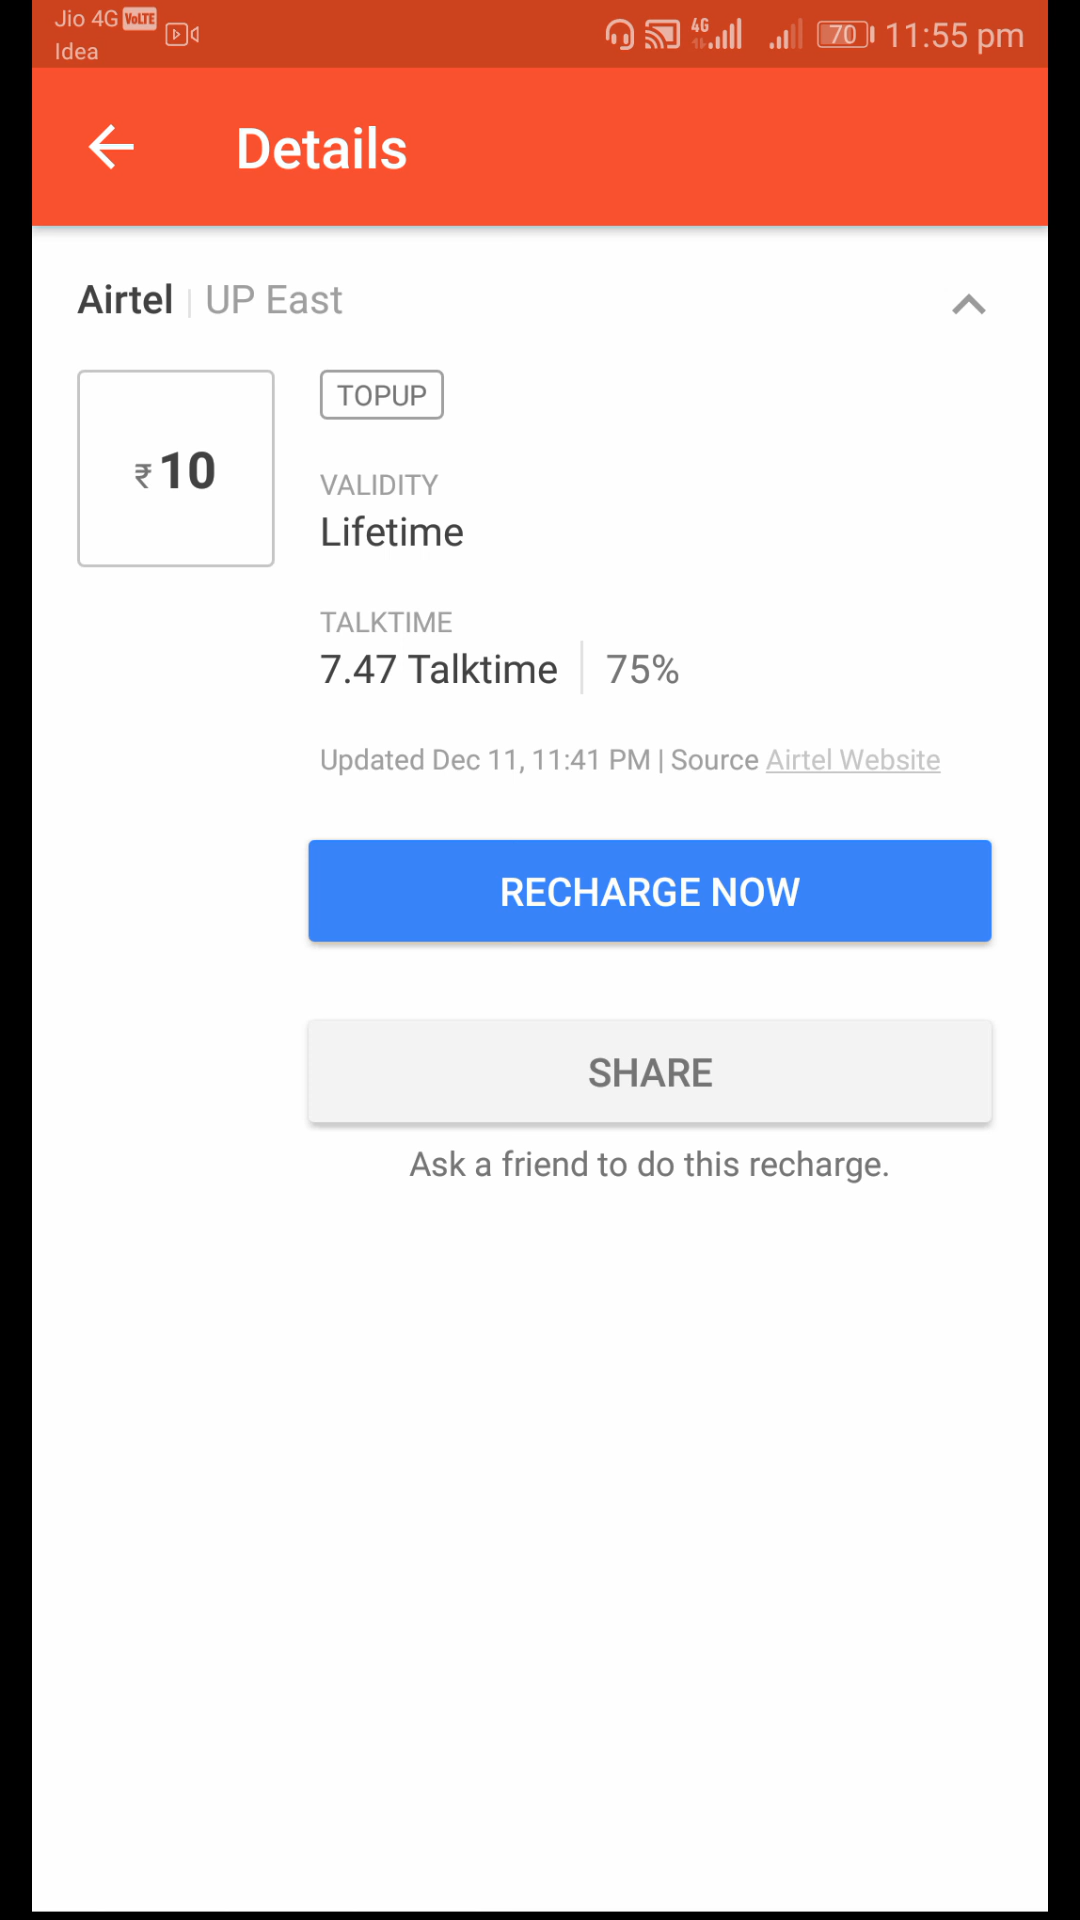 Jio 4G VoLTE
Idea
4G
70
11:55 pm
Details
Airtel | UP East
TOPUP
₹ 10
VALIDITY
Lifetime
TALKTIME
7.47 Talktime | 75%
Updated Dec 11, 11:41 PM | Source Airtel Website
RECHARGE NOW
SHARE
Ask a friend to do this recharge.